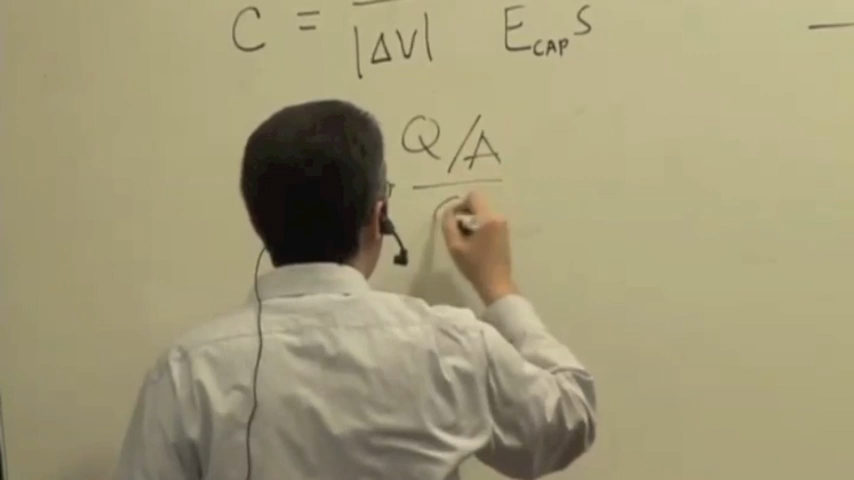 C = |ΔV| E_CAP s
Q/A